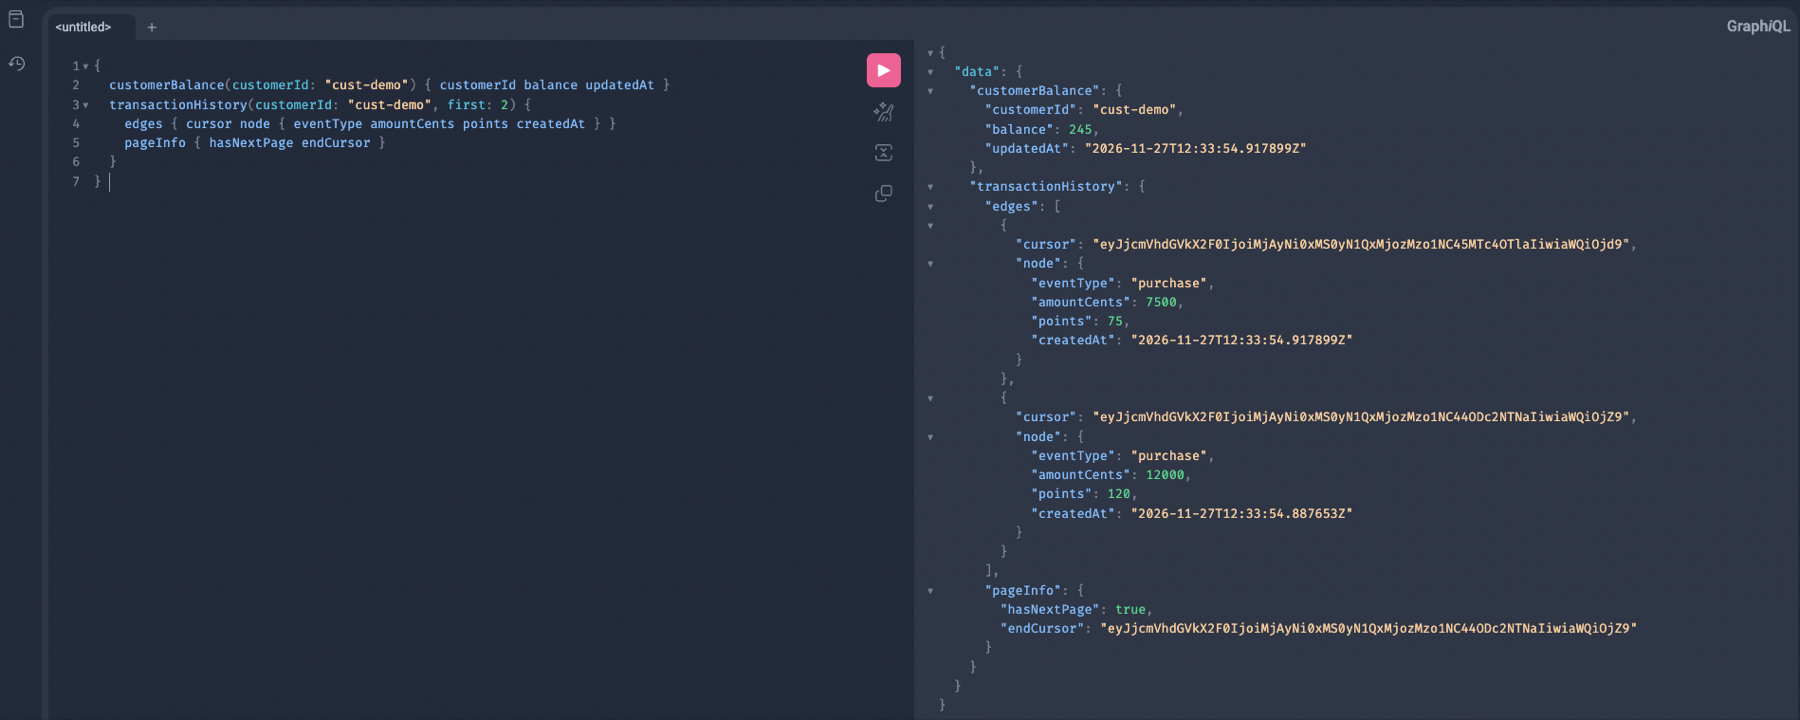 <untitled>
+
GraphiQL
1 {
2 customerBalance(customerId: "cust-demo") { customerId balance updatedAt }
3 transactionHistory(customerId: "cust-demo", first: 2) {
4 edges { cursor node { eventType amountCents points createdAt } }
5 pageInfo { hasNextPage endCursor }
6 }
7 }
{
"data": {
"customerBalance": {
"customerId": "cust-demo",
"balance": 245,
"updatedAt": "2026-11-27T12:33:54.917899Z"
},
"transactionHistory": {
"edges": [
{
"cursor": "eyJjcmVhdGVkX2F0IjoiMjAyNi0xMS0yN1QxMjozMzo1NC45MTc4OTlaIiwiaWQiOjd9",
"node": {
"eventType": "purchase",
"amountCents": 7500,
"points": 75,
"createdAt": "2026-11-27T12:33:54.917899Z"
}
},
{
"cursor": "eyJjcmVhdGVkX2F0IjoiMjAyNi0xMS0yN1QxMjozMzo1NC44ODc2NTNaIiwiaWQiOjZ9",
"node": {
"eventType": "purchase",
"amountCents": 12000,
"points": 120,
"createdAt": "2026-11-27T12:33:54.887653Z"
}
}
],
"pageInfo": {
"hasNextPage": true,
"endCursor": "eyJjcmVhdGVkX2F0IjoiMjAyNi0xMS0yN1QxMjozMzo1NC44ODc2NTNaIiwiaWQiOjZ9"
}
}
}
}